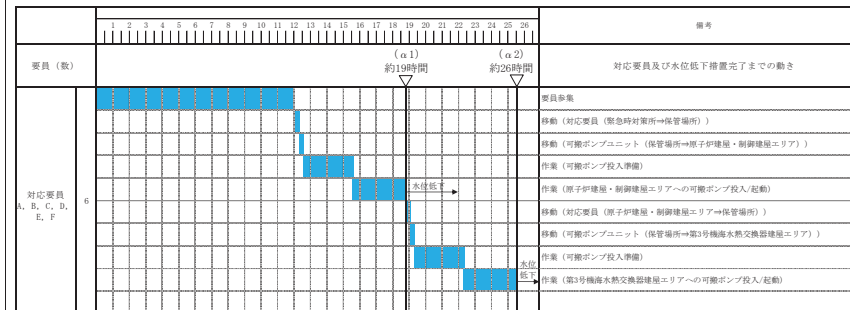 1 2 3 4 5 6 7 8 9 10 11 12 13 14 15 16 17 18 19 20 21 22 23 24 25 26
備考
要員（数）
（α1）
約19時間
（α2）
約26時間
対応要員及び水位低下措置完了までの動き
対応要員
A, B, C, D,
E, F
6
要員参集
移動（対応要員（緊急時対策所⇒保管場所））
移動（可搬ポンプユニット（保管場所⇒原子炉建屋・制御建屋エリア））
作業（可搬ポンプ投入準備）
水位低下
作業（原子炉建屋・制御建屋エリアへの可搬ポンプ投入/起動）
移動（対応要員（原子炉建屋・制御建屋エリア⇒保管場所））
移動（可搬ポンプユニット（保管場所⇒第3号機海水熱交換器建屋エリア））
作業（可搬ポンプ投入準備）
水位
低下
作業（第3号機海水熱交換器建屋エリアへの可搬ポンプ投入/起動）